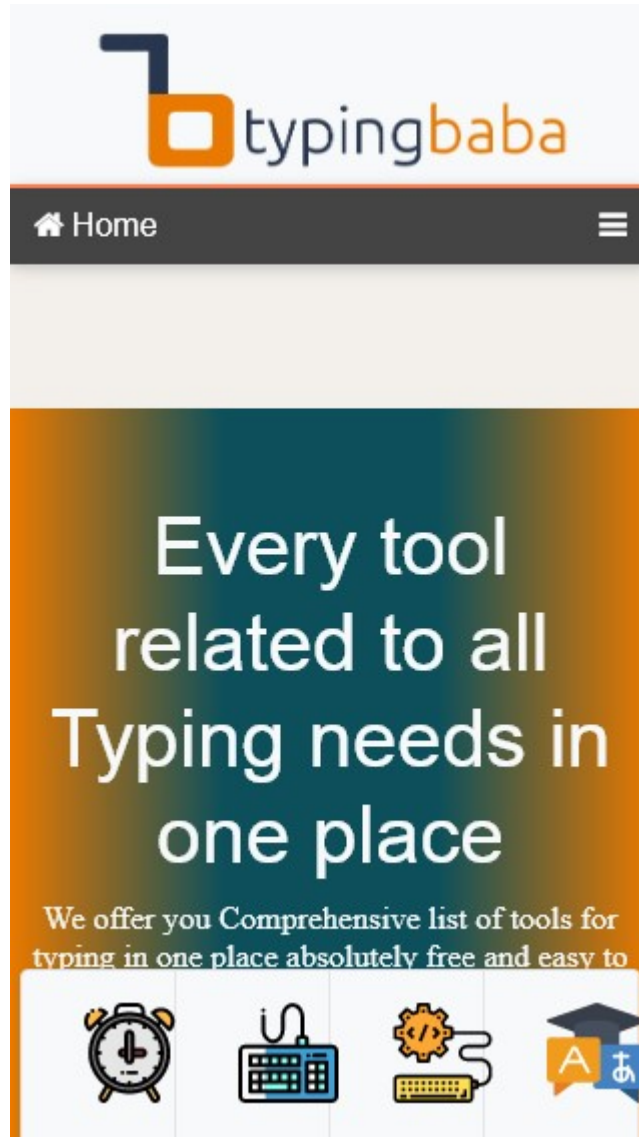 typingbaba
Home
Every tool
related to all
Typing needs in
one place
We offer you Comprehensive list of tools for
typing in one place absolutely free and easy to
A あ